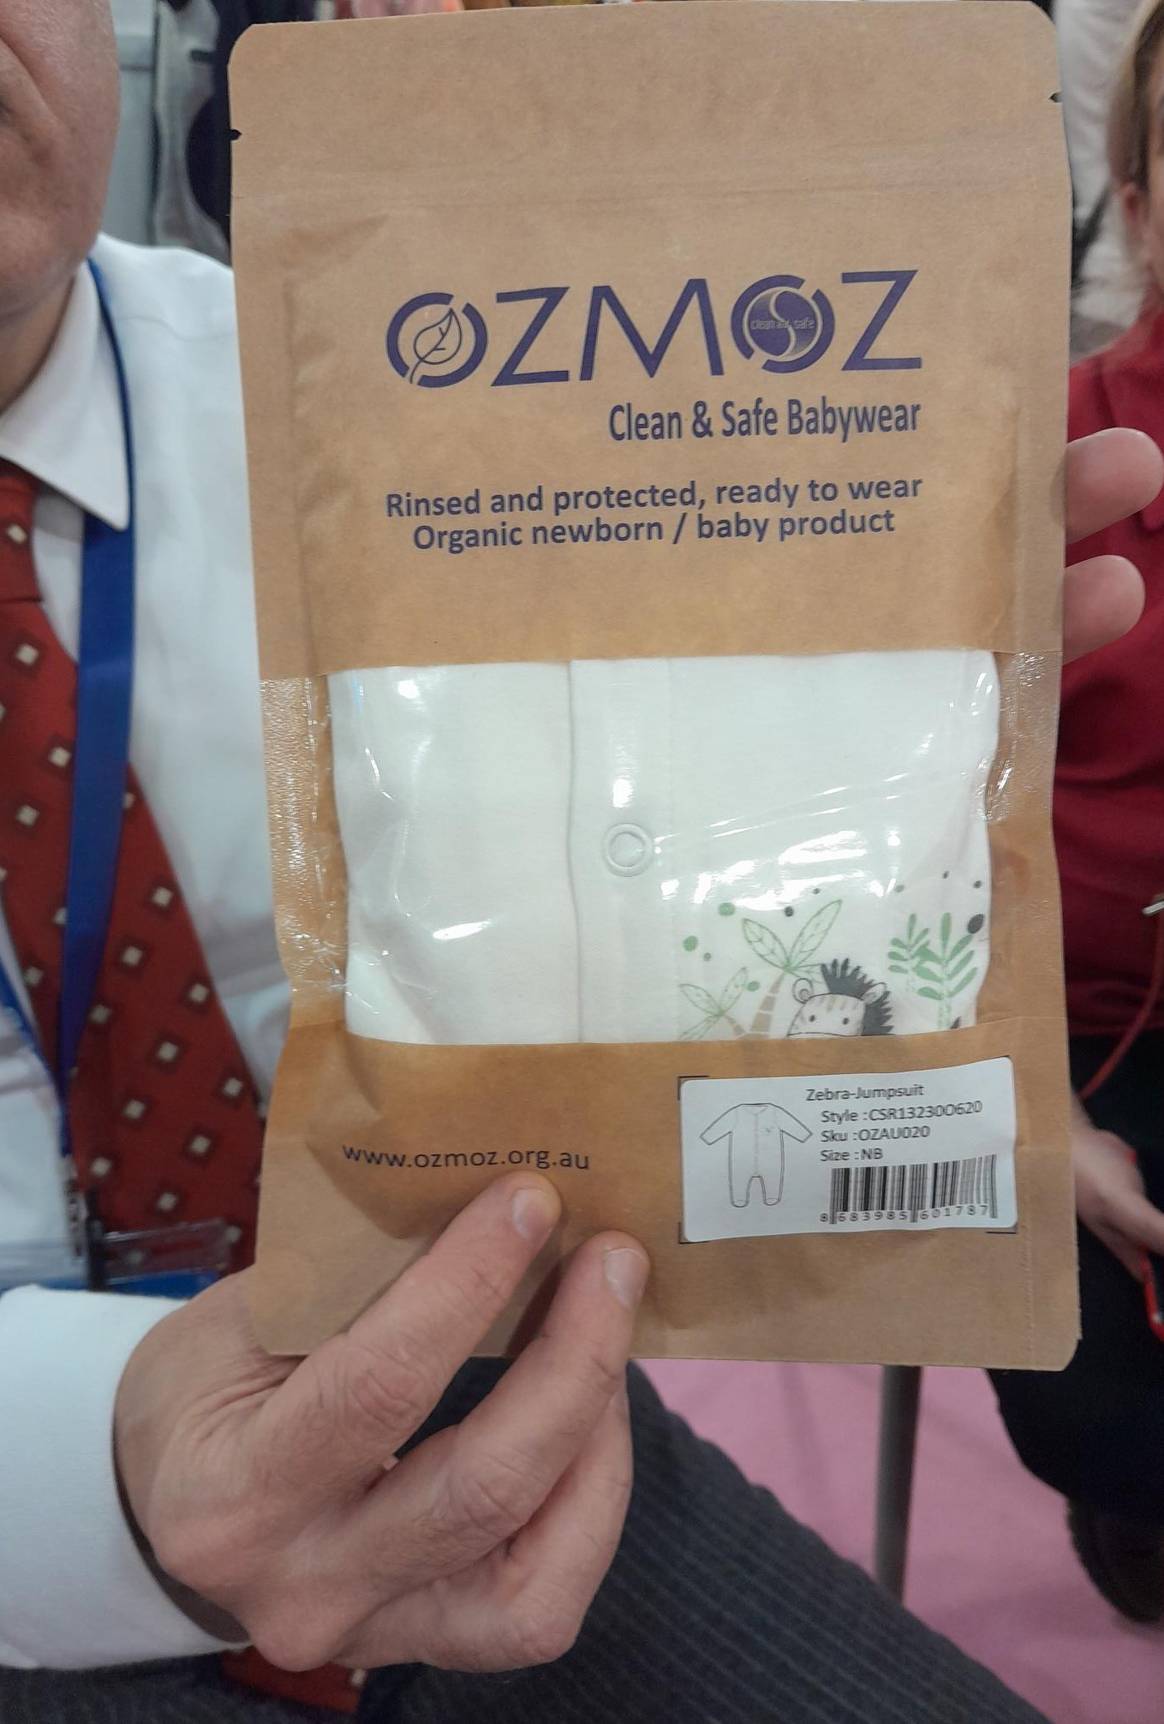 OZMOZ
clean and safe
Clean & Safe Babywear
Rinsed and protected, ready to wear
Organic newborn / baby product
www.ozmoz.org.au
Zebra-Jumpsuit
Style :CSR13230O620
Sku :OZAU020
Size :NB
8 683985 601787